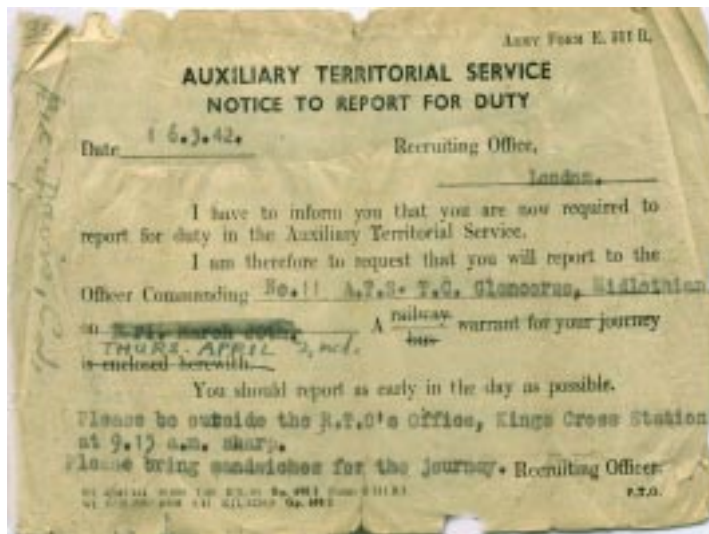 ARMY FORM E.
AUXILIARY TERRITORIAL SERVICE
NOTICE TO REPORT FOR DUTY
Date 16.3.42.
Recruiting Office,
London.
I have to inform you that you are now required to
report for duty in the Auxiliary Territorial Service.
I am therefore to request that you will report to the
Officer Commanding No.11 A.T.S. T.C. Glencorse, Midlothian
on Fri. March 20th. A railway bus warrant for your journey
THURS. APRIL 2nd.
is enclosed herewith.
You should report as early in the day as possible.
Please be outside the R.T.O's Office, Kings Cross Station
at 9.15 a.m. sharp.
Please bring sandwiches for the journey. Recruiting Officer.
P.T.O.